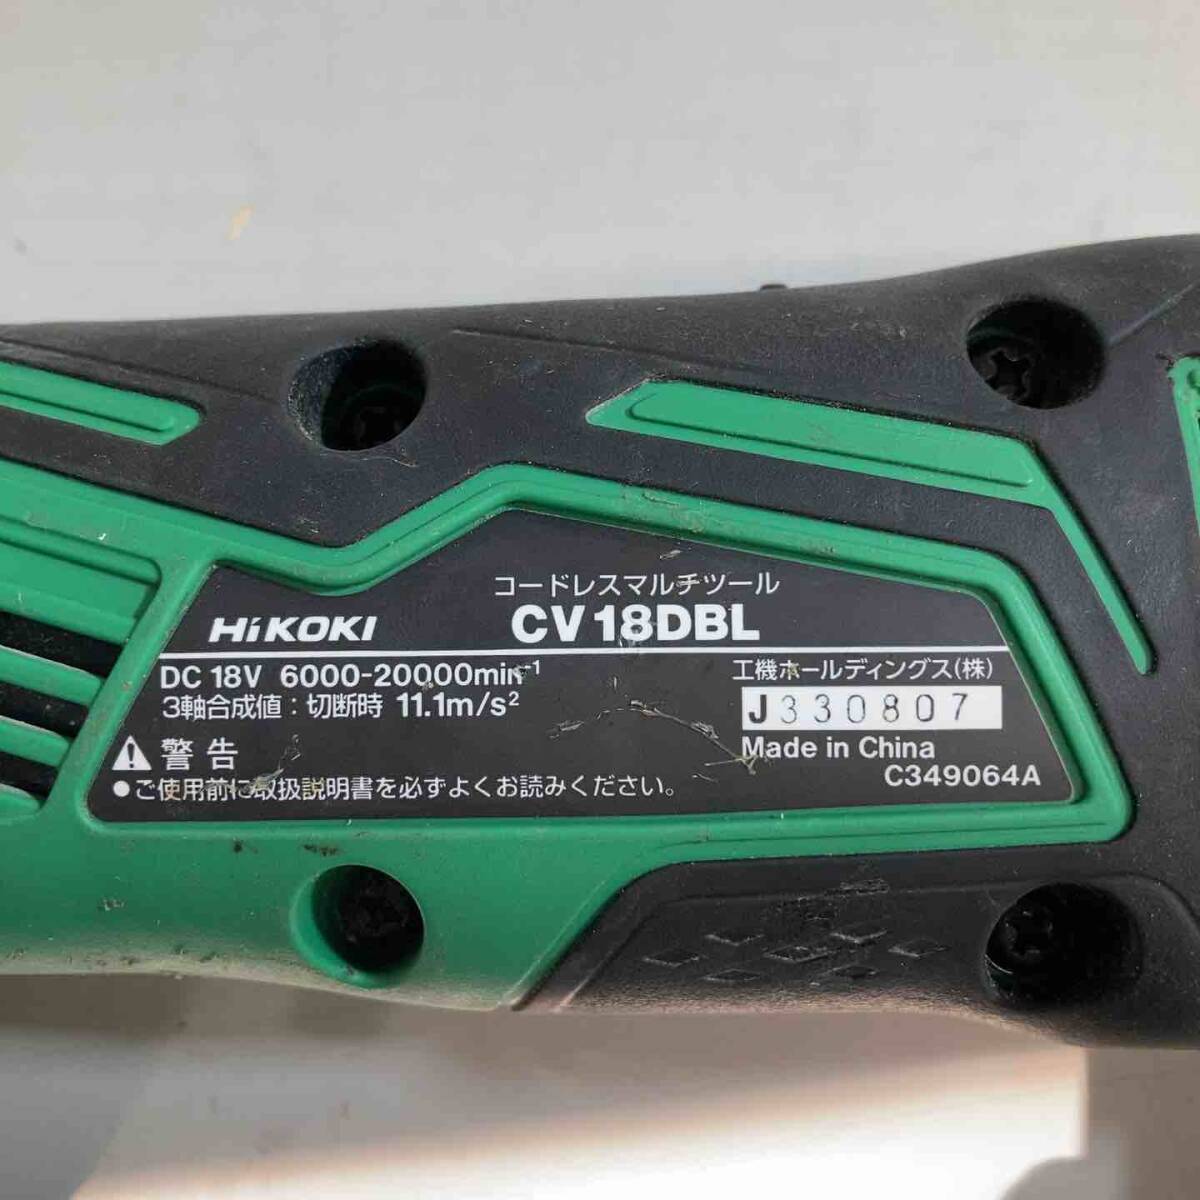 コードレスマルチツール
HiKOKI CV18DBL
DC 18V 6000-20000min⁻¹
3軸合成値：切断時 11.1m/s²
工機ホールディングス(株)
J330807
⚠警告
Made in China
●ご使用前に取扱説明書を必ずよくお読みください。
C349064A